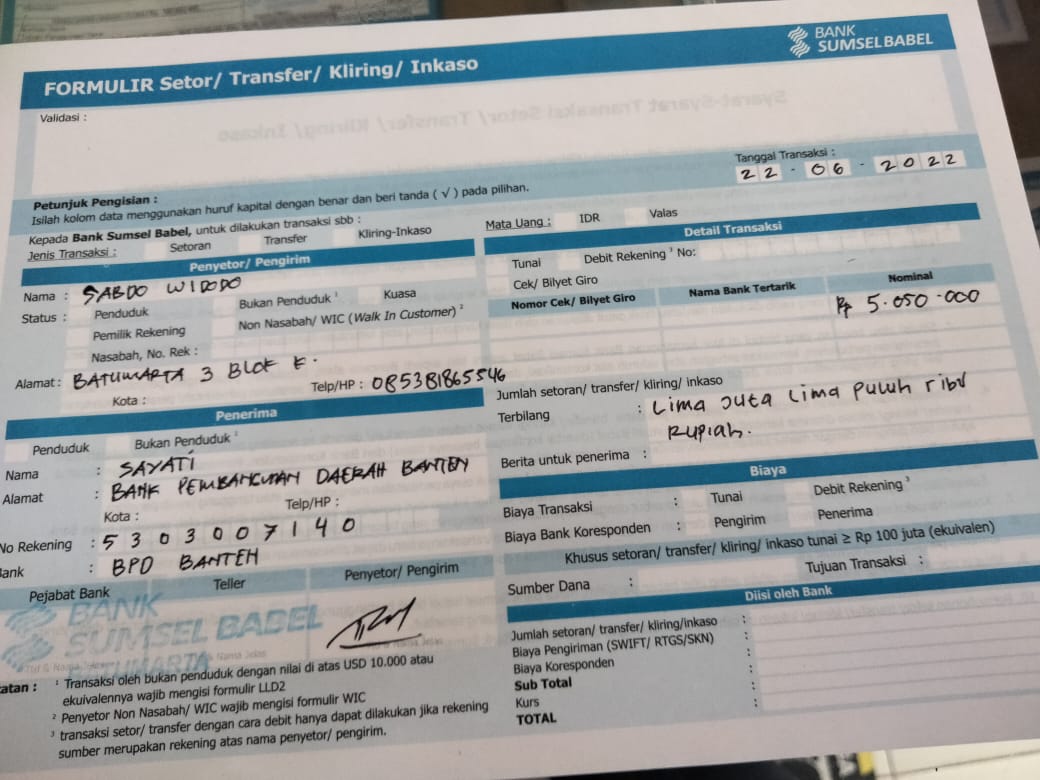 BANK
SUMSELBABEL
FORMULIR Setor/ Transfer/ Kliring/ Inkaso
Validasi :
Syarat-Syarat Transaksi Setor/ Transfer/ Kliring/ Inkaso
Tanggal Transaksi :
22 - 06 - 2022
Petunjuk Pengisian :
Isilah kolom data menggunakan huruf kapital dengan benar dan beri tanda ( √ ) pada pilihan.
Kepada Bank Sumsel Babel, untuk dilakukan transaksi sbb :
Jenis Transaksi : Setoran Transfer Kliring-Inkaso
Mata Uang : IDR Valas
Penyetor/ Pengirim
Nama : SABDO WIDODO
Status : Penduduk Bukan Penduduk ¹ Kuasa
Pemilik Rekening Non Nasabah/ WIC (Walk In Customer) ²
Nasabah, No. Rek :
Alamat : BATUMARTA 3 BLOK E.
Kota : Telp/HP : 085381865546
Detail Transaksi
Tunai Debit Rekening ³ No:
Cek/ Bilyet Giro
Nomor Cek/ Bilyet Giro Nama Bank Tertarik Nominal
Rp 5.050.000
Jumlah setoran/ transfer/ kliring/ inkaso
Terbilang : Lima Juta Lima Puluh ribu
Rupiah.
Berita untuk penerima :
Penerima
Penduduk Bukan Penduduk ¹
Nama : SAYATI
Alamat : BANK PEMBANGUNAN DAERAH BANTEN
Kota : Telp/HP :
No Rekening : 5303007140
Bank : BPD BANTEN
Biaya
Biaya Transaksi : Tunai Debit Rekening ³
Biaya Bank Koresponden : Pengirim Penerima
Khusus setoran/ transfer/ kliring/ inkaso tunai ≥ Rp 100 juta (ekuivalen)
Sumber Dana : Tujuan Transaksi :
Pejabat Bank Teller Penyetor/ Pengirim
BANK
SUMSEL BABEL
BATUMARTA
Diisi oleh Bank
Jumlah setoran/ transfer/ kliring/inkaso :
Biaya Pengiriman (SWIFT/ RTGS/SKN) :
Biaya Koresponden :
Sub Total :
Kurs :
TOTAL :
atan : ¹ Transaksi oleh bukan penduduk dengan nilai di atas USD 10.000 atau
ekuivalennya wajib mengisi formulir LLD2
² Penyetor Non Nasabah/ WIC wajib mengisi formulir WIC
³ transaksi setor/ transfer dengan cara debit hanya dapat dilakukan jika rekening
sumber merupakan rekening atas nama penyetor/ pengirim.